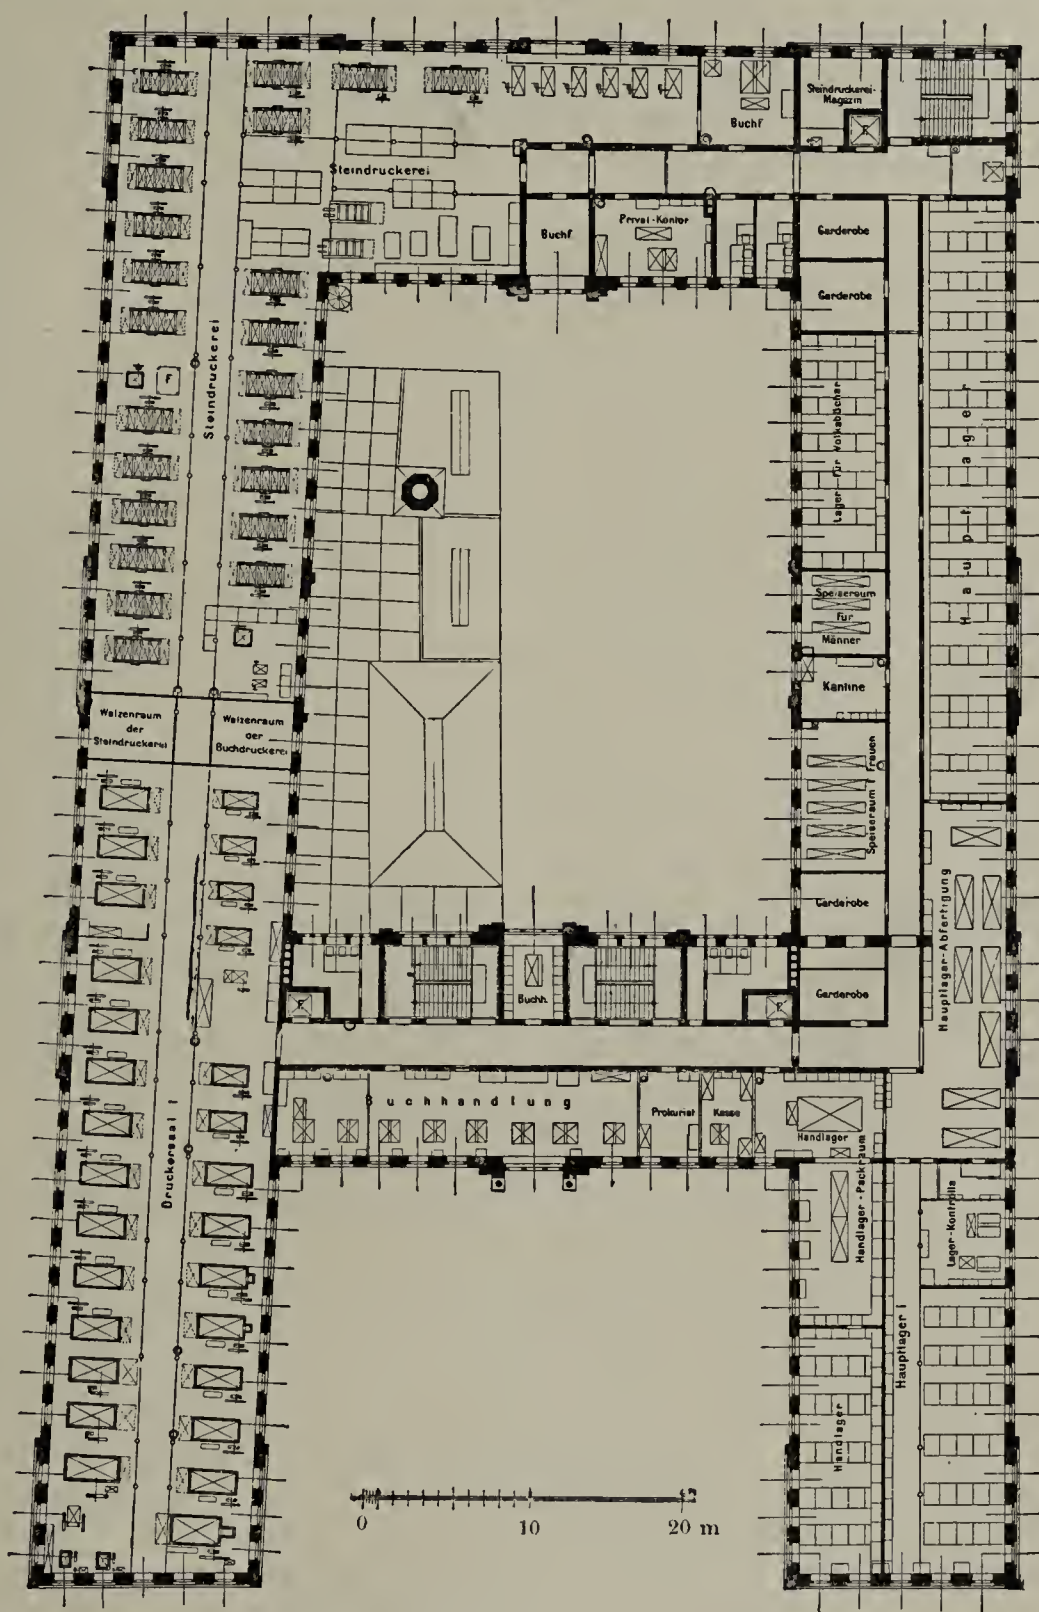 Steindruckerei-
Magazin
F
Buchf
Steindruckerei
Buchf
Privat-Kontor
Garderobe
Garderobe
Steindruckerei
F
Lager für Volksbücher
Hauptlager
Speiseraum
für
Männer
Kantine
Walzenraum
der
Steindruckerei
Walzenraum
der
Buchdruckerei
Speiseraum f Frauen
Garderobe
Hauptlager-Abfertigung
F
Buchh.
F
Garderobe
Druckersaal I
Buchhandlung
Prokurist
Kasse
Handlager
Handlager-Packraum
Lager-Kontrolle
Hauptlager I
Handlager
0 10 20 m